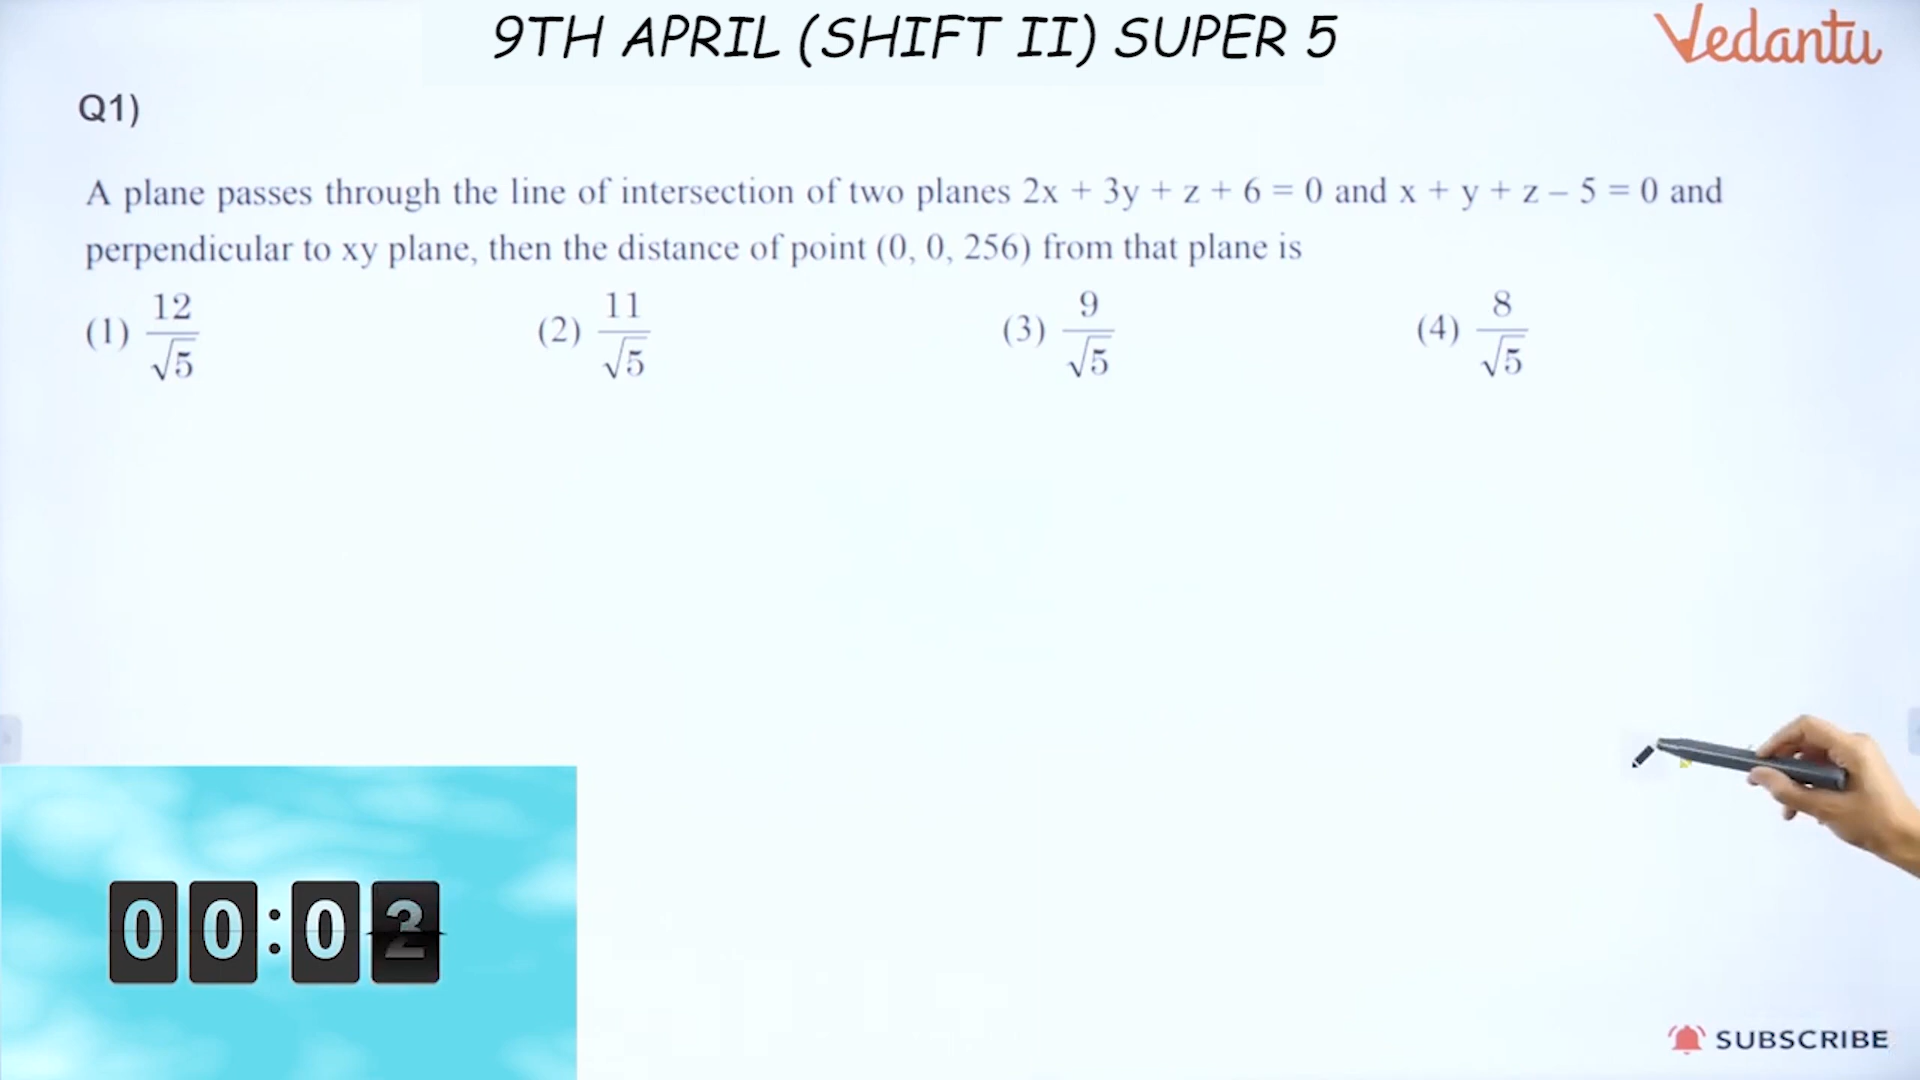 9TH APRIL (SHIFT II) SUPER 5
Vedantu
Q1)
A plane passes through the line of intersection of two planes 2x + 3y + z + 6 = 0 and x + y + z – 5 = 0 and
perpendicular to xy plane, then the distance of point (0, 0, 256) from that plane is
(1) 12/√5 (2) 11/√5 (3) 9/√5 (4) 8/√5
00:02
SUBSCRIBE